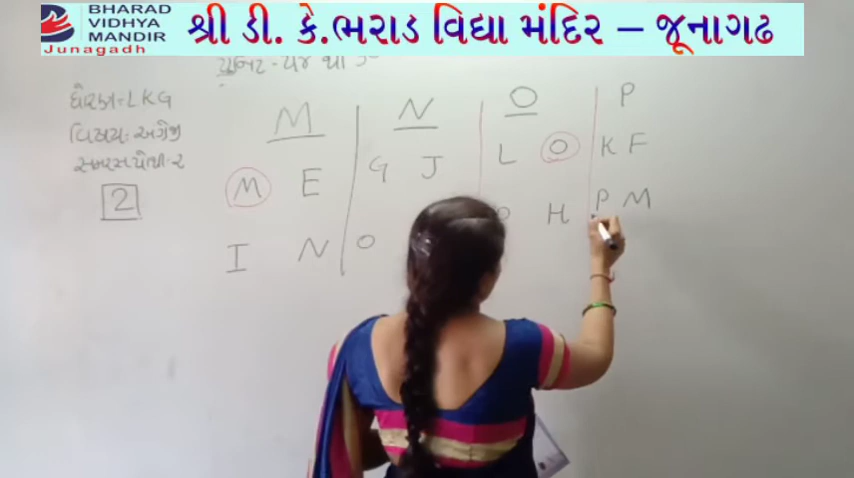 BHARAD
VIDHYA
MANDIR
Junagadh
શ્રી ડી. કે.ભરાડ વિદ્યા મંદિર – જૂનાગઢ
ધોરણ=LKG
વિષય: અંગ્રેજી
2
M N O P
M E G J L O K F
I N O H P M